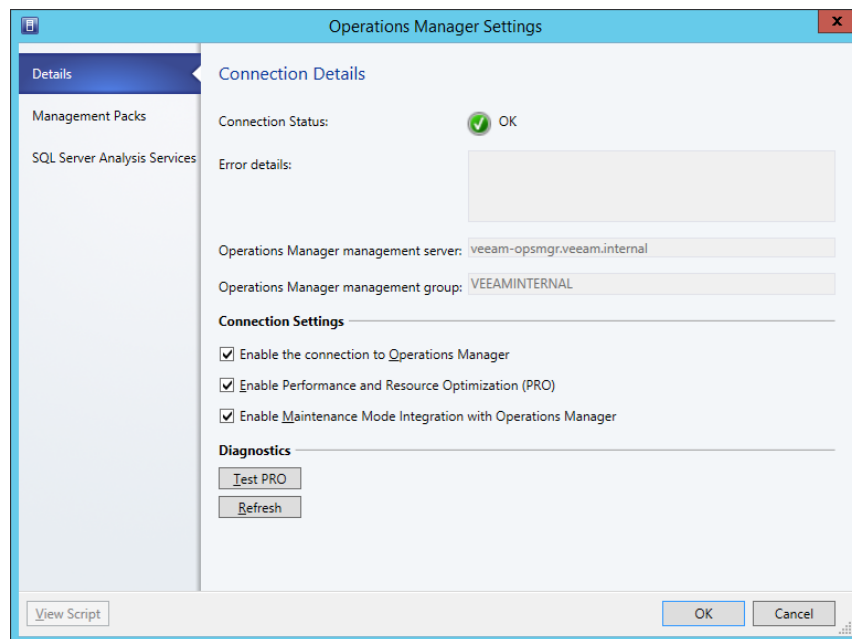 Operations Manager Settings
x
Details
Management Packs
SQL Server Analysis Services
Connection Details
Connection Status: OK
Error details:
Operations Manager management server: veeam-opsmgr.veeam.internal
Operations Manager management group: VEEAMINTERNAL
Connection Settings
Enable the connection to Operations Manager
Enable Performance and Resource Optimization (PRO)
Enable Maintenance Mode Integration with Operations Manager
Diagnostics
Test PRO
Refresh
View Script
OK
Cancel